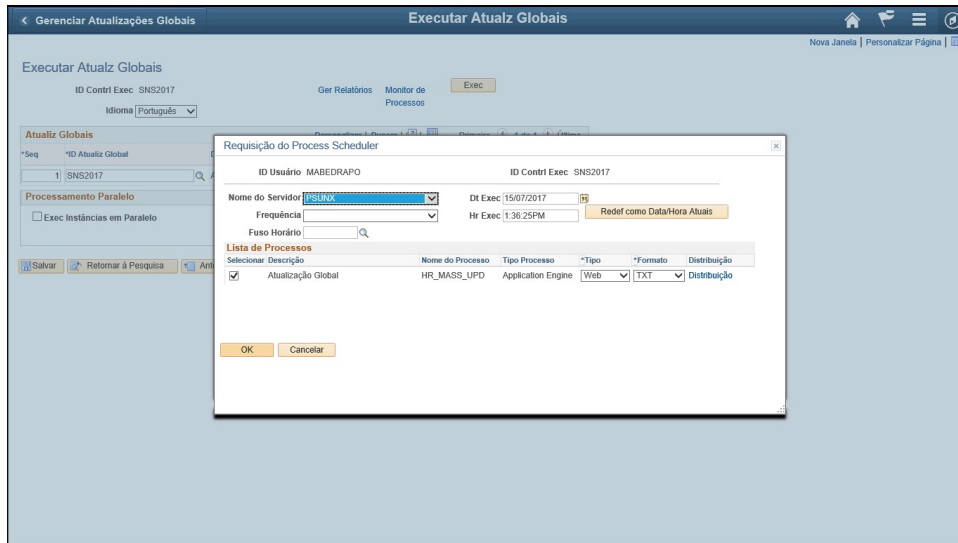 Gerenciar Atualizações Globais
Executar Atualz Globais
Nova Janela | Personalizar Página |
Executar Atualz Globais
ID Contrl Exec SNS2017
Ger Relatórios Monitor de Processos Exec
Idioma Português
Atualiz Globais
*Seq *ID Atualiz Global
1 SNS2017
Processamento Paralelo
Exec Instâncias em Paralelo
Salvar Retornar à Pesquisa
Requisição do Process Scheduler
ID Usuário MABEDRAPO ID Contrl Exec SNS2017
Nome do Servidor PSUNX Dt Exec 15/07/2017
Frequência Hr Exec 1:36:25PM Redef como Data/Hora Atuais
Fuso Horário
Lista de Processos
Selecionar Descrição Nome do Processo Tipo Processo *Tipo *Formato Distribuição
Atualização Global HR_MASS_UPD Application Engine Web TXT Distribuição
OK Cancelar